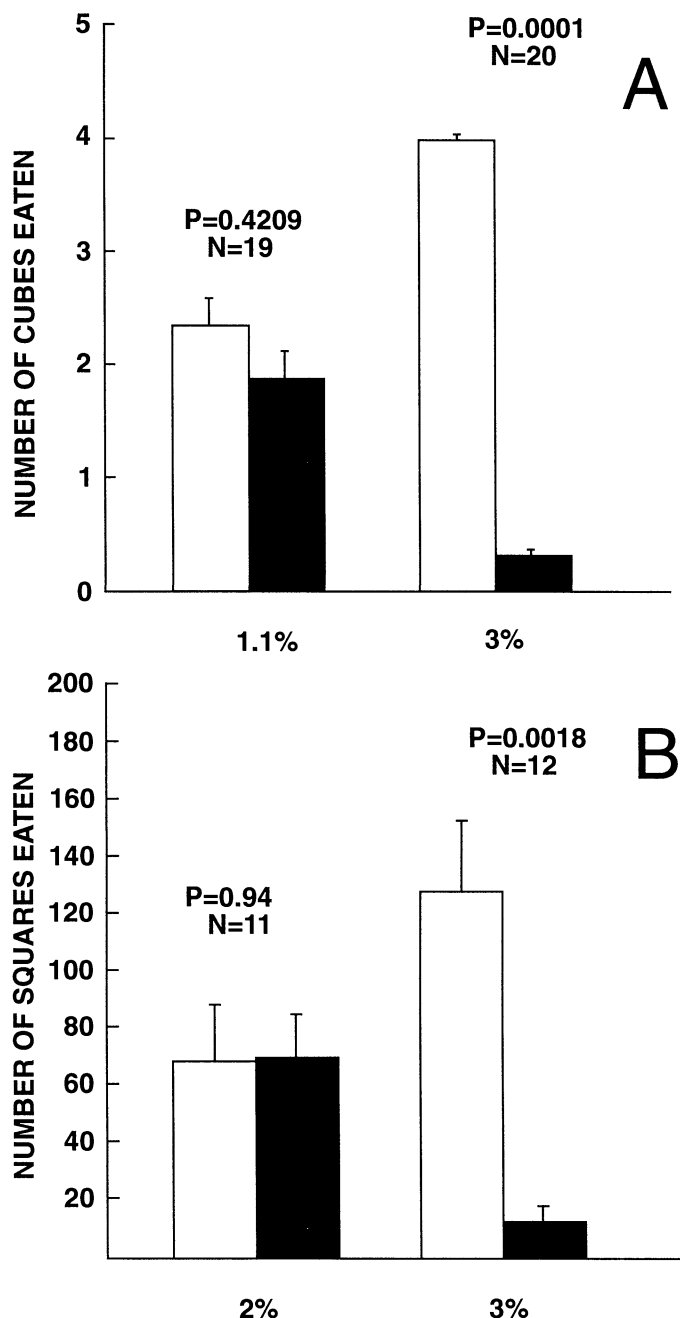 5
P=0.0001
N=20
A
4
P=0.4209
N=19
3
2
1
0
NUMBER OF CUBES EATEN
1.1% 3%
200
180
P=0.0018
N=12
B
160
140
120
P=0.94
N=11
100
80
60
40
20
NUMBER OF SQUARES EATEN
2% 3%